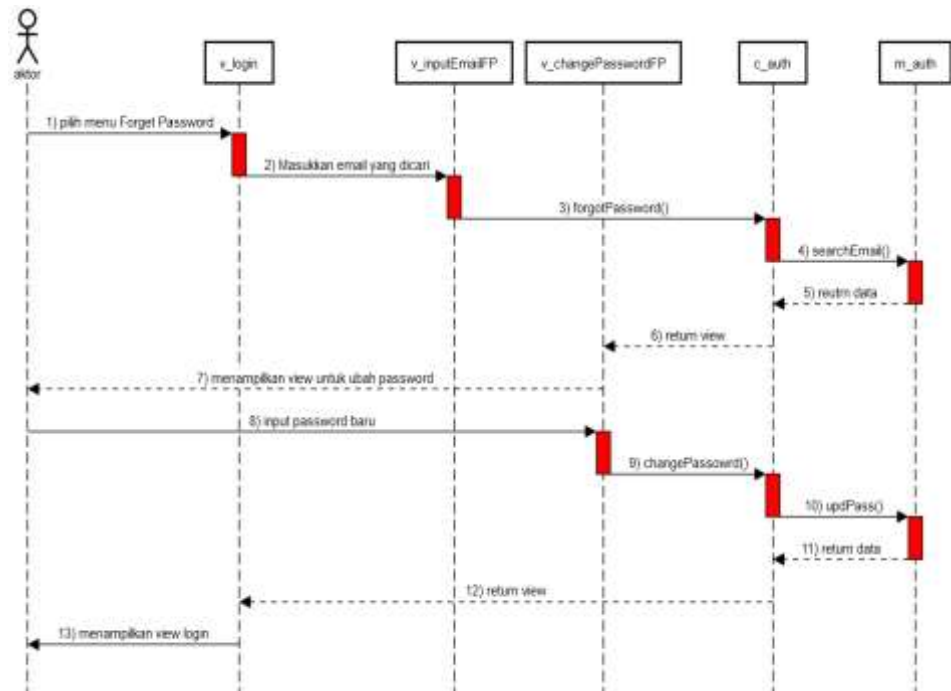 aktor
v_login
v_inputEmailFP
v_changePasswordFP
c_auth
m_auth
1) pilih menu Forget Password
2) Masukkan email yang dicari
3) forgotPassword()
4) searchEmail()
5) reutrn data
6) return view
7) menampilkan view untuk ubah password
8) input password baru
9) changePassowrd()
10) updPass()
11) return data
12) return view
13) menampilkan view login